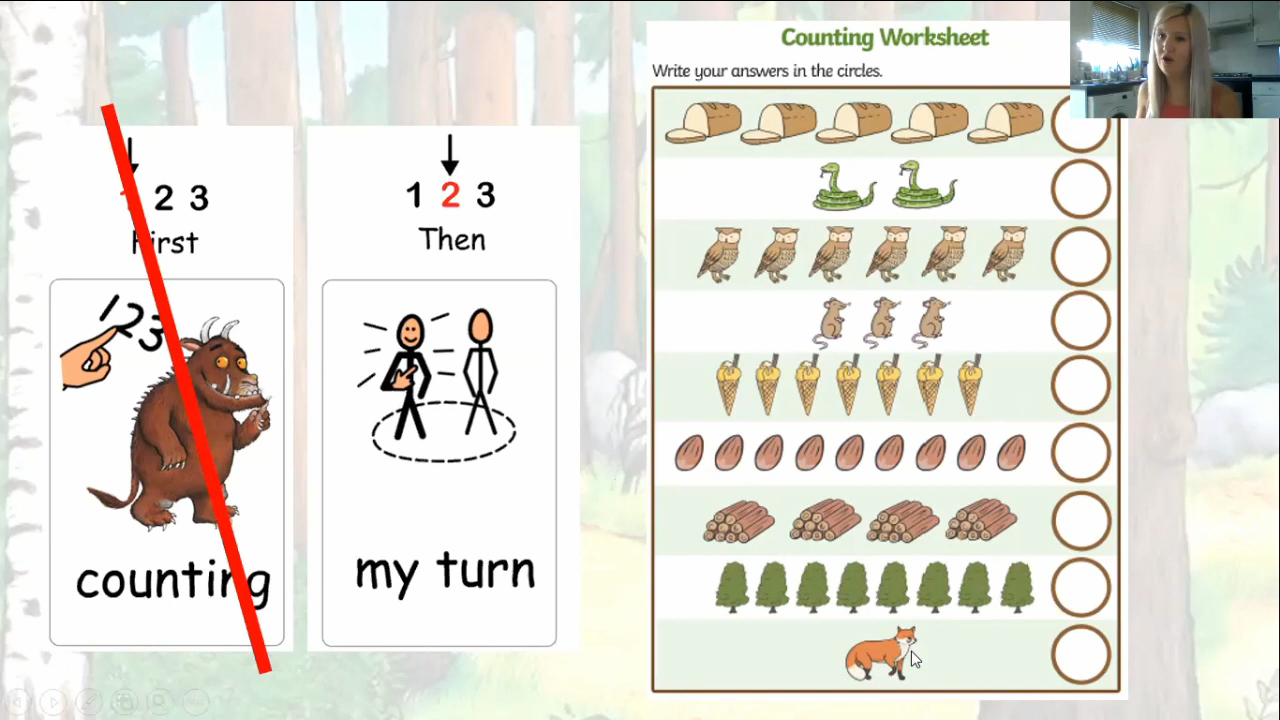 1 2 3
First
123
counting
1 2 3
Then
my turn
Counting Worksheet
Write your answers in the circles.